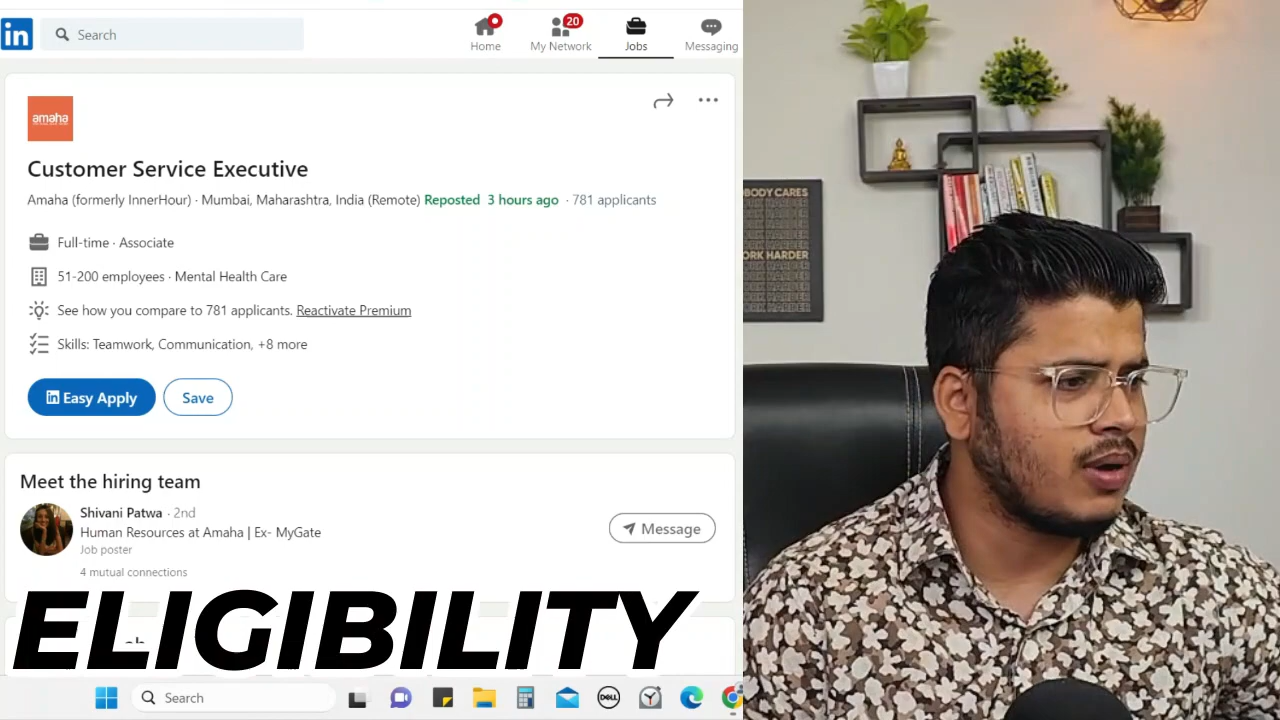 in
Search
20
Home
My Network
Jobs
Messaging
amaha
Customer Service Executive
Amaha (formerly InnerHour) · Mumbai, Maharashtra, India (Remote) Reposted 3 hours ago · 781 applicants
Full-time · Associate
51-200 employees · Mental Health Care
See how you compare to 781 applicants. Reactivate Premium
Skills: Teamwork, Communication, +8 more
in Easy Apply
Save
Meet the hiring team
Shivani Patwa · 2nd
Human Resources at Amaha | Ex- MyGate
Job poster
4 mutual connections
Message
ELIGIBILITY
Search
DELL
BODY CARES
ORK HARDER